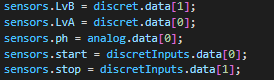 sensors.LvB = discret.data[1];
sensors.LvA = discret.data[0];
sensors.ph = analog.data[0];
sensors.start = discretInputs.data[0];
sensors.stop = discretInputs.data[1];